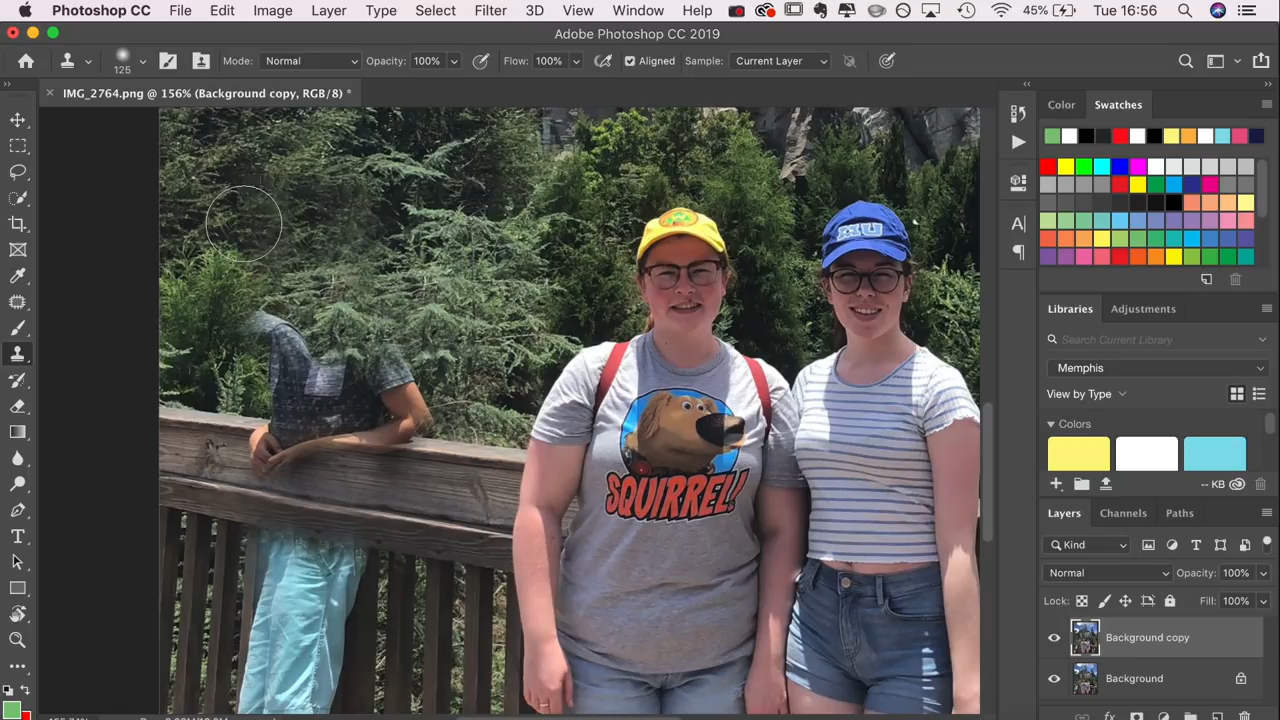 Photoshop CC File Edit Image Layer Type Select Filter 3D View Window Help 45% Tue 16:56
Adobe Photoshop CC 2019
125 Mode: Normal Opacity: 100% Flow: 100% Aligned Sample: Current Layer
IMG_2764.png @ 156% (Background copy, RGB/8) *
Color Swatches
MU
SQUIRREL!
Libraries Adjustments
Search Current Library
Memphis
View by Type
Colors
-- KB
Layers Channels Paths
Kind
Normal Opacity: 100%
Lock: Fill: 100%
Background copy
Background